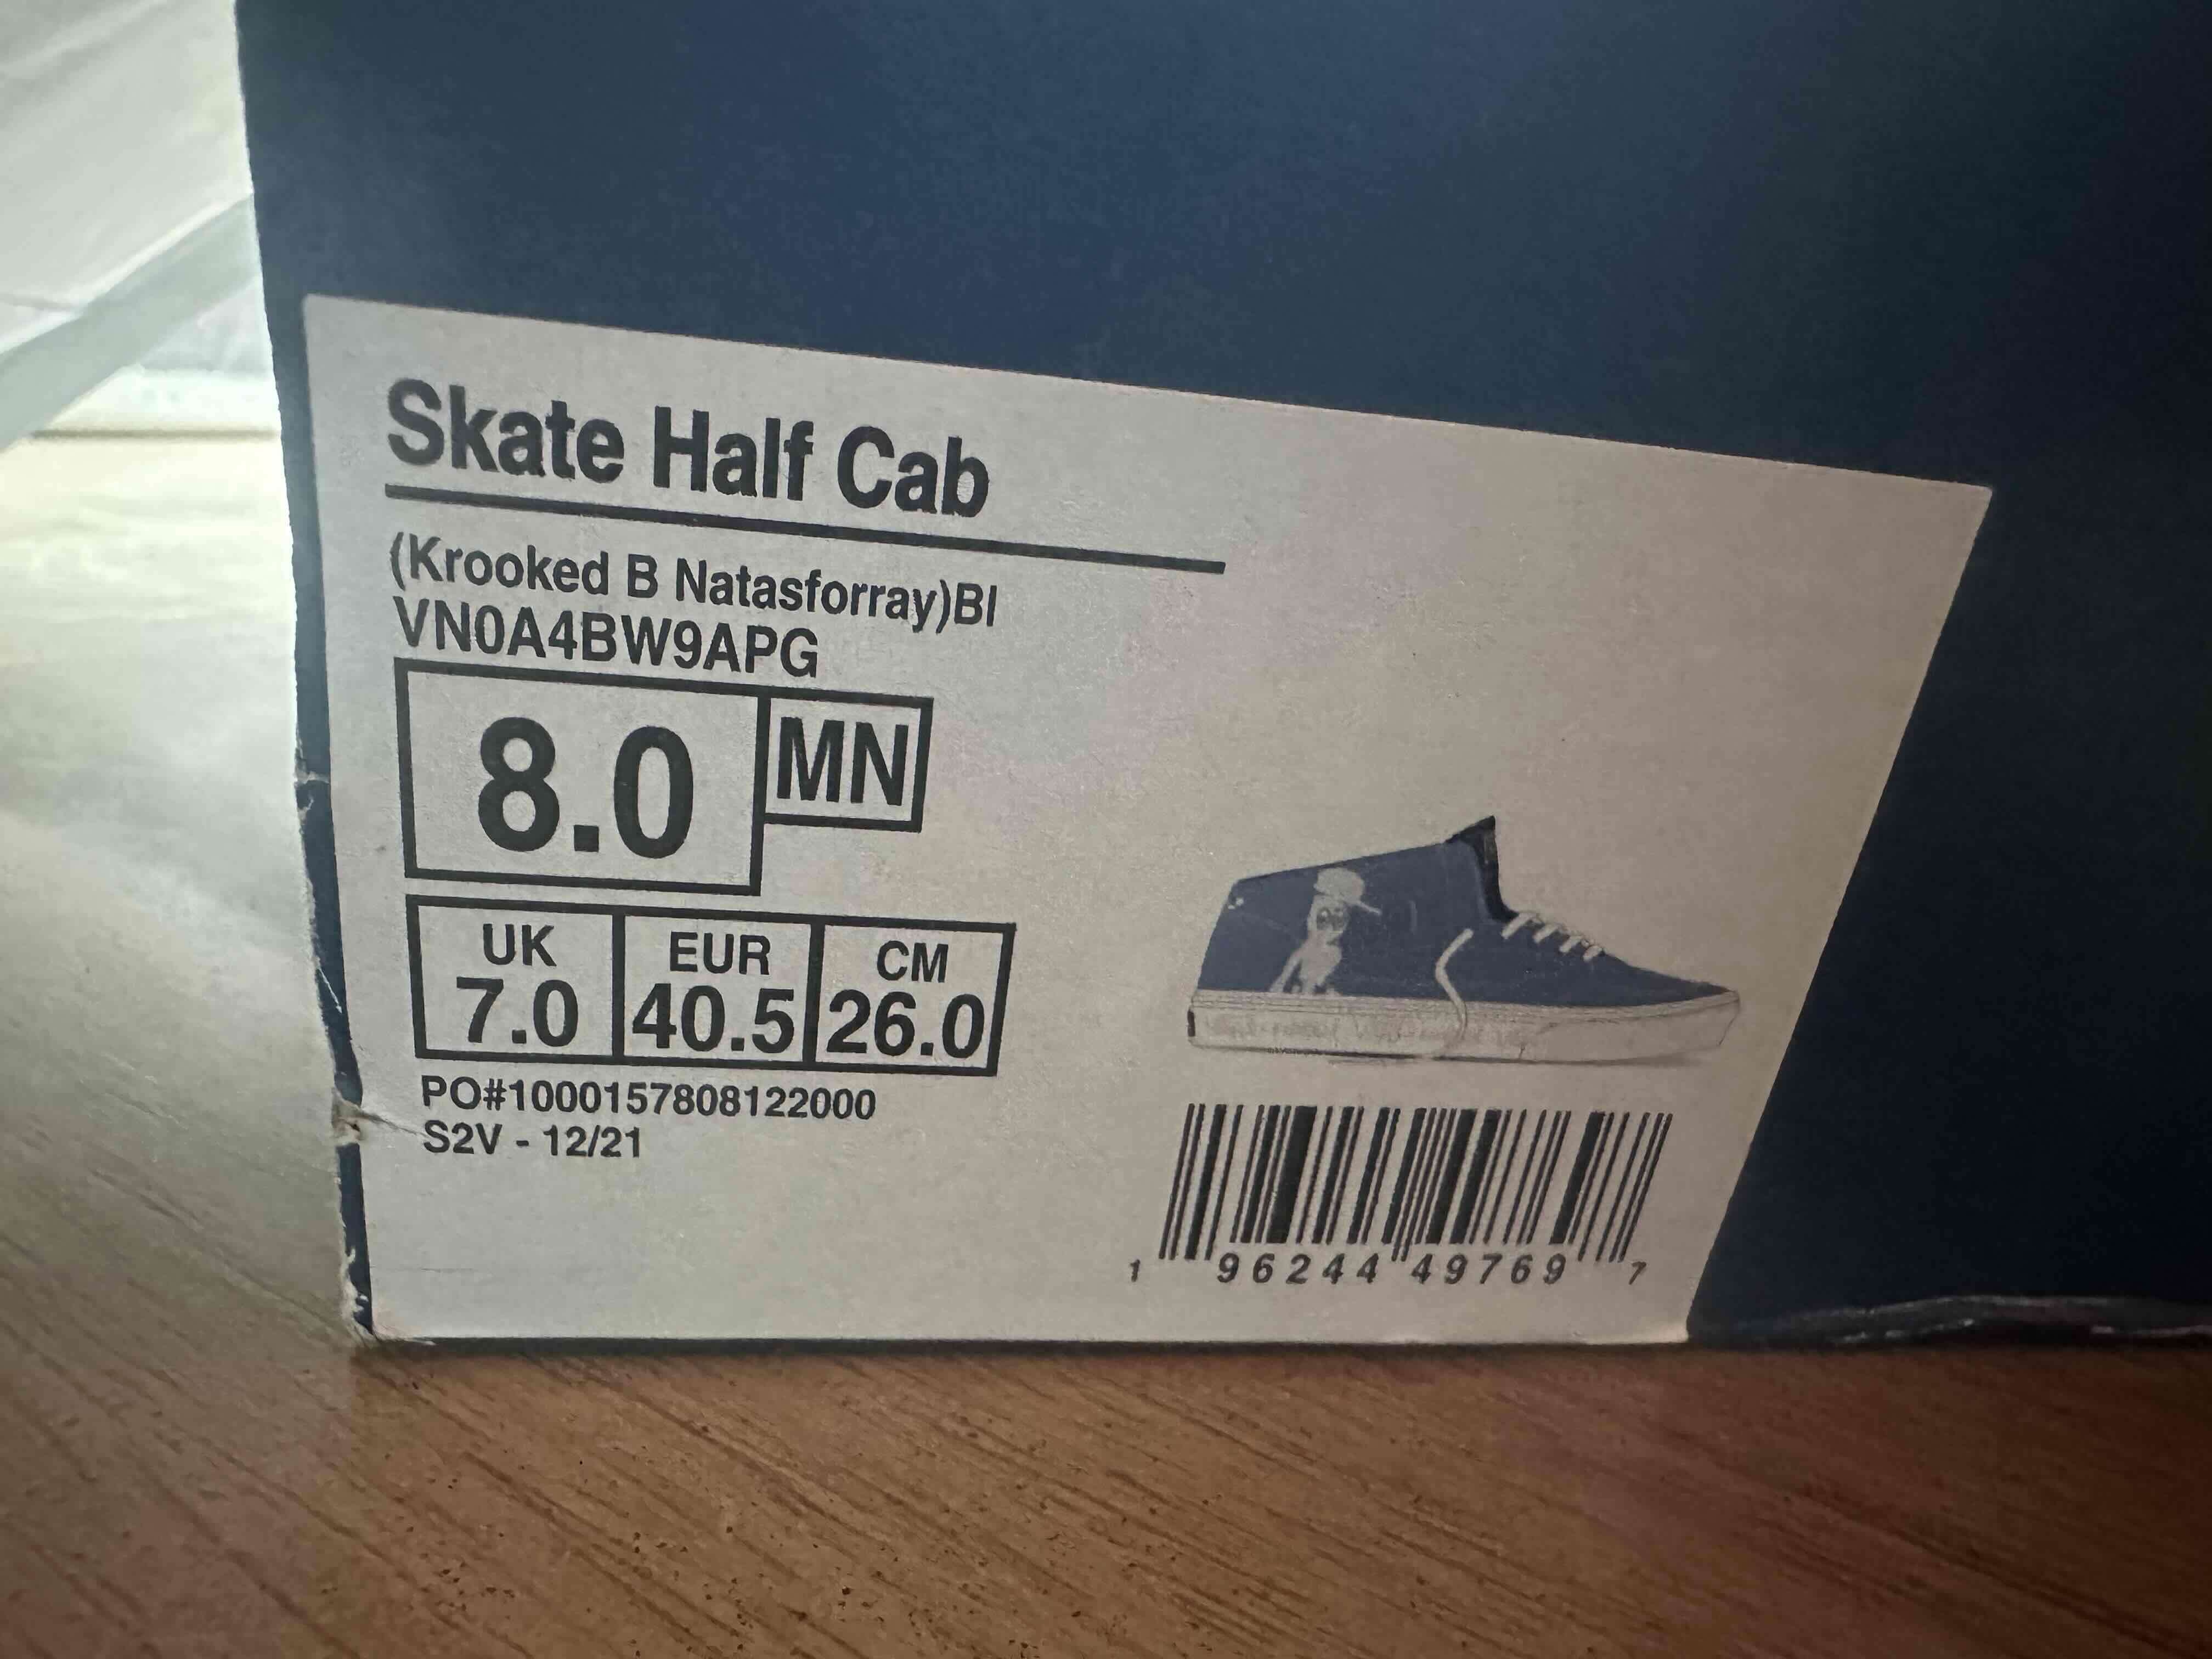 Skate Half Cab
(Krooked B Natasforray)Bl
VN0A4BW9APG
8.0 MN
UK EUR CM
7.0 40.5 26.0
PO#1000157808122000
S2V - 12/21
1 96244 49769 7